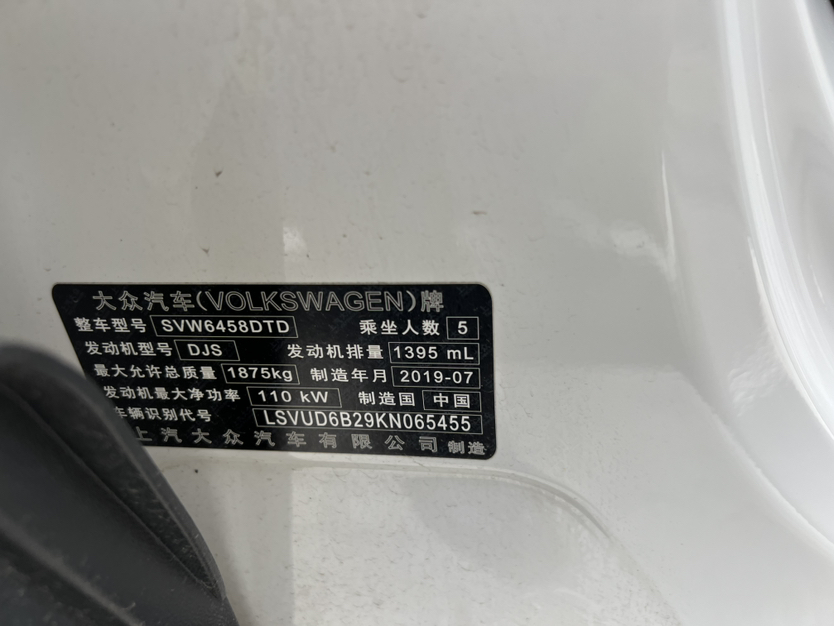 大众汽车(VOLKSWAGEN)牌
整车型号 SVW6458DTD 乘坐人数 5
发动机型号 DJS 发动机排量 1395 mL
最大允许总质量 1875kg 制造年月 2019-07
发动机最大净功率 110 kW 制造国 中国
车辆识别代号 LSVUD6B29KN065455
上汽大众汽车有限公司 制造